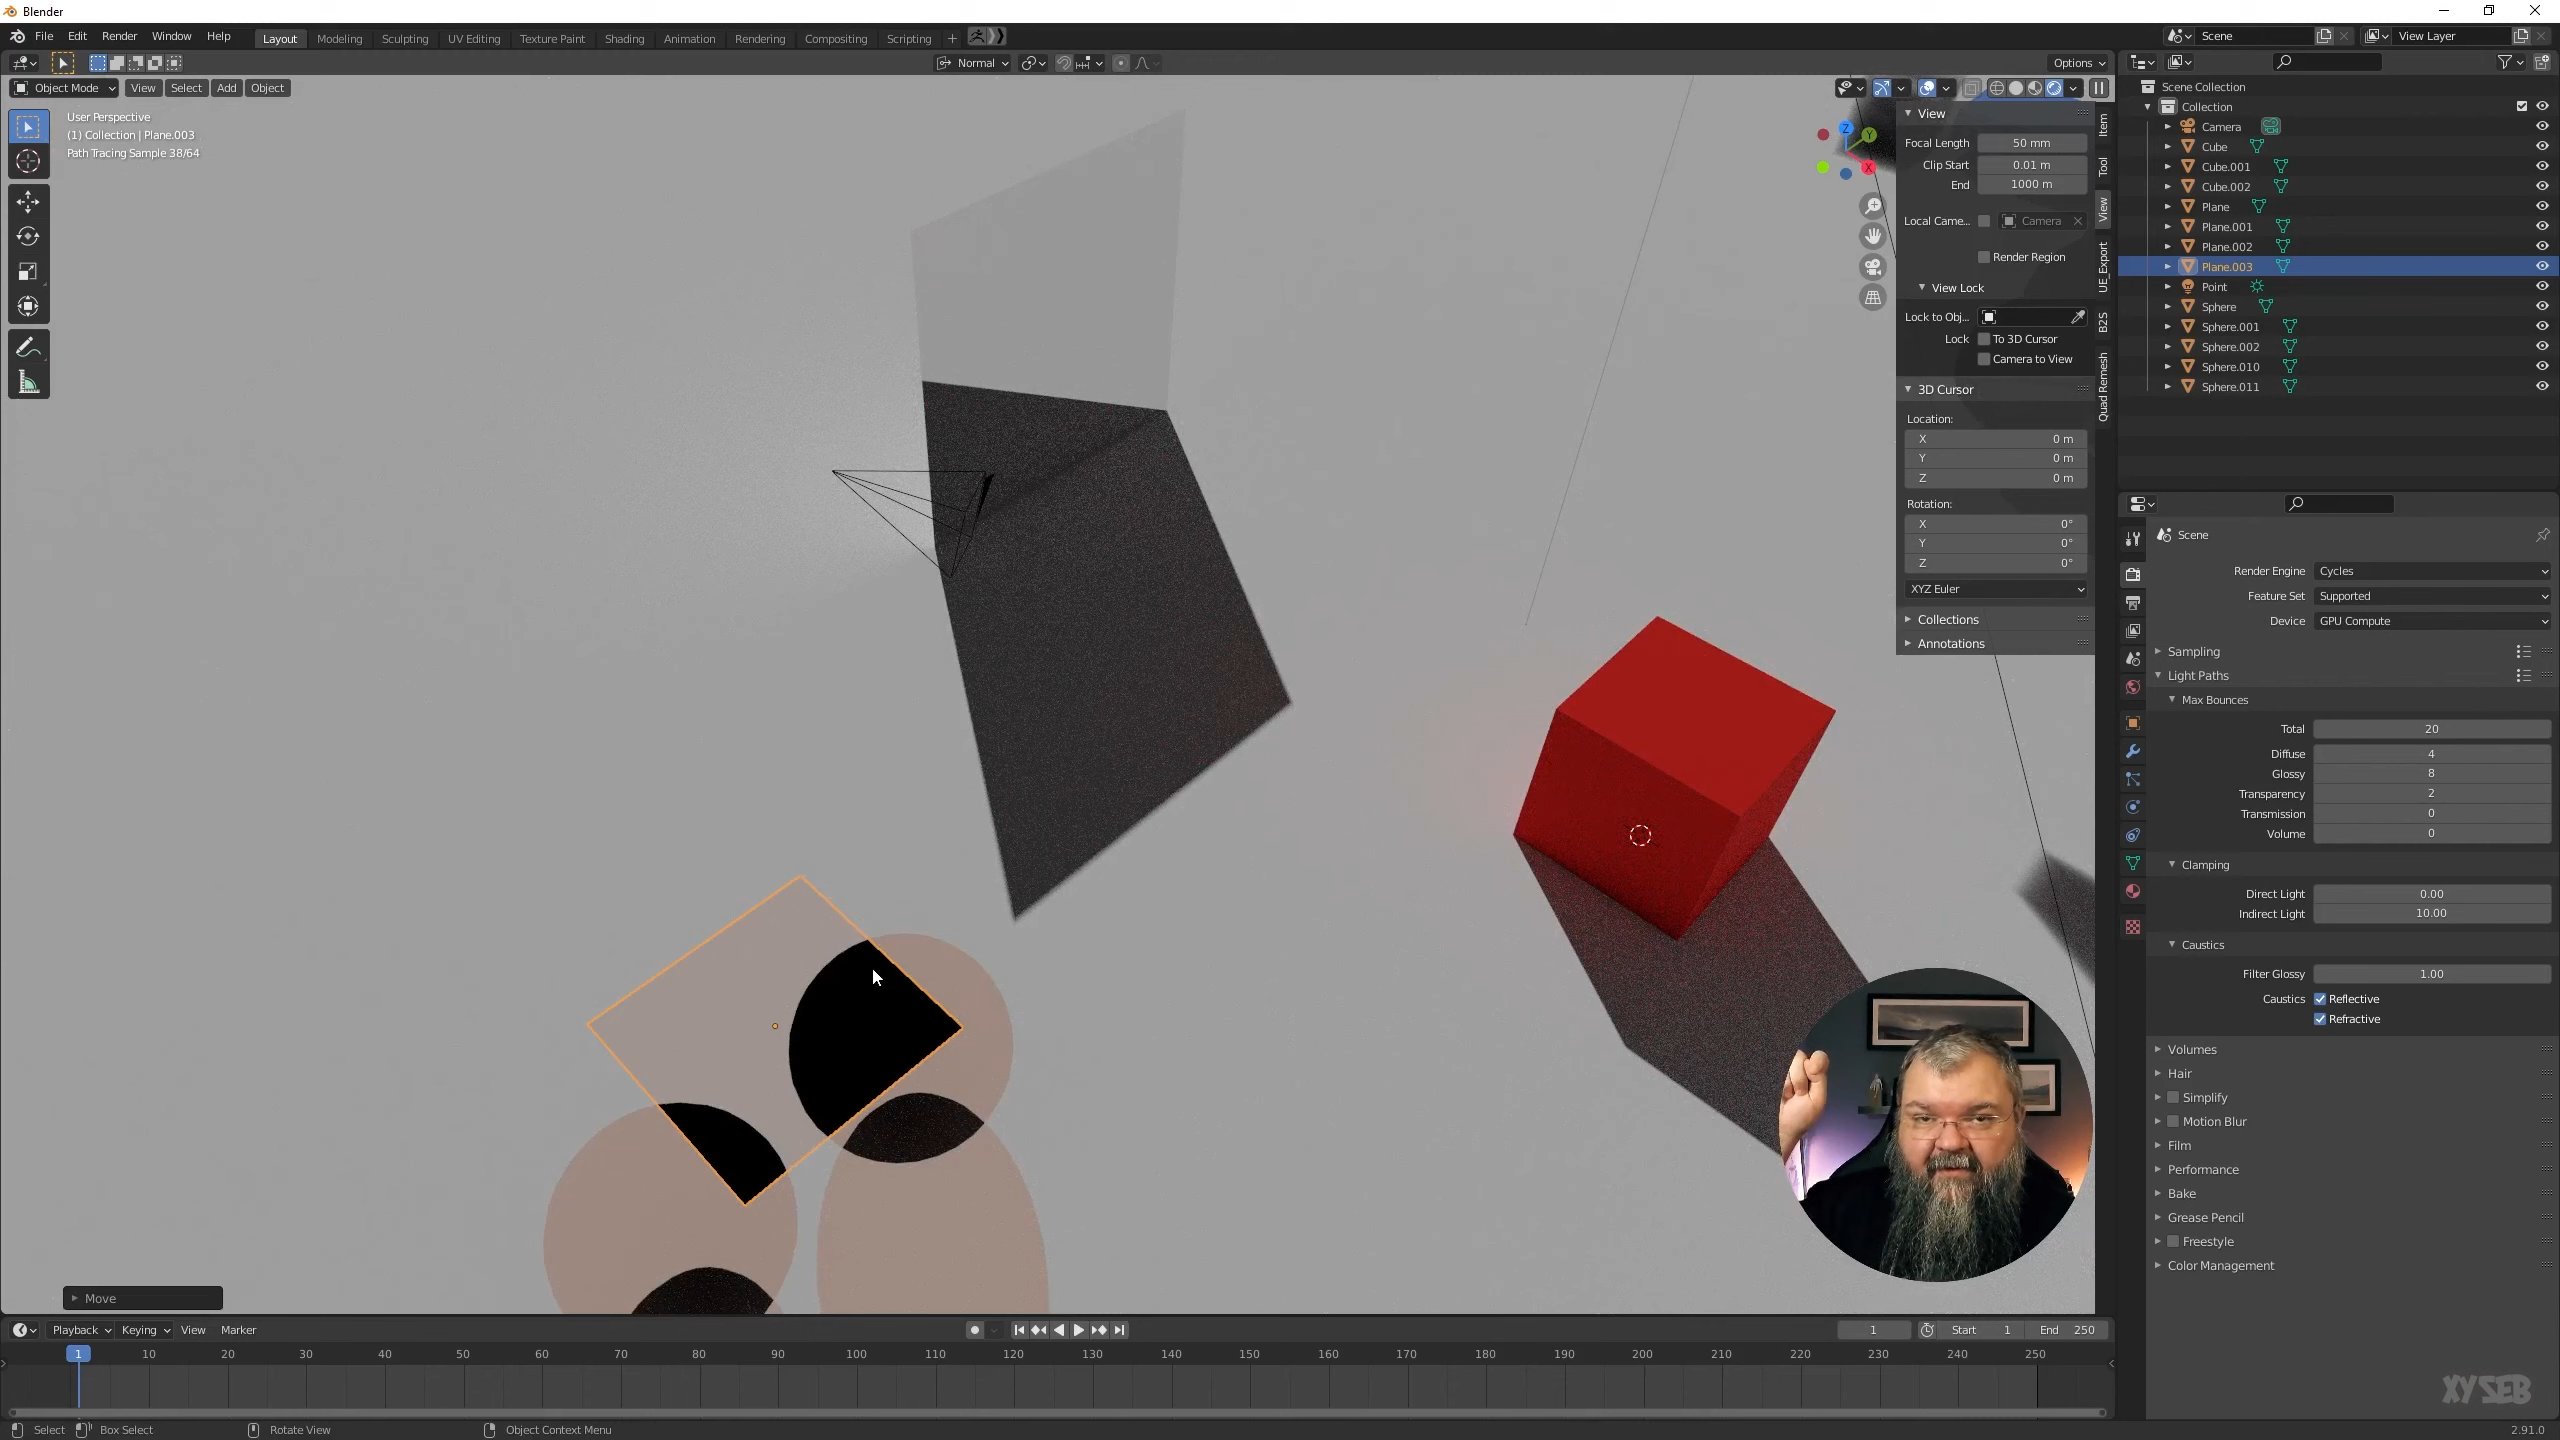 Blender
File Edit Render Window Help
Layout Modeling Sculpting UV Editing Texture Paint Shading Animation Rendering Compositing Scripting +
Scene
View Layer
Normal
Options
Object Mode View Select Add Object
User Perspective
(1) Collection | Plane.003
Path Tracing Sample 38/64
Z
Y
X
View
Focal Length 50 mm
Clip Start 0.01 m
End 1000 m
Local Came... Camera
Render Region
View Lock
Lock to Obj...
Lock To 3D Cursor
Camera to View
3D Cursor
Location:
X 0 m
Y 0 m
Z 0 m
Rotation:
X 0°
Y 0°
Z 0°
XYZ Euler
Collections
Annotations
Item
Tool
View
UE_Export
B2S
Quad Remesh
Scene Collection
Collection
Camera
Cube
Cube.001
Cube.002
Plane
Plane.001
Plane.002
Plane.003
Point
Sphere
Sphere.001
Sphere.002
Sphere.010
Sphere.011
Scene
Render Engine Cycles
Feature Set Supported
Device GPU Compute
Sampling
Light Paths
Max Bounces
Total 20
Diffuse 4
Glossy 8
Transparency 2
Transmission 0
Volume 0
Clamping
Direct Light 0.00
Indirect Light 10.00
Caustics
Filter Glossy 1.00
Caustics Reflective
Refractive
Volumes
Hair
Simplify
Motion Blur
Film
Performance
Bake
Grease Pencil
Freestyle
Color Management
Move
Playback Keying View Marker
1 Start 1 End 250
1 10 20 30 40 50 60 70 80 90 100 110 120 130 140 150 160 170 180 190 200 210 220 230 240 250
XYSEB
Select Box Select Rotate View Object Context Menu
2.91.0